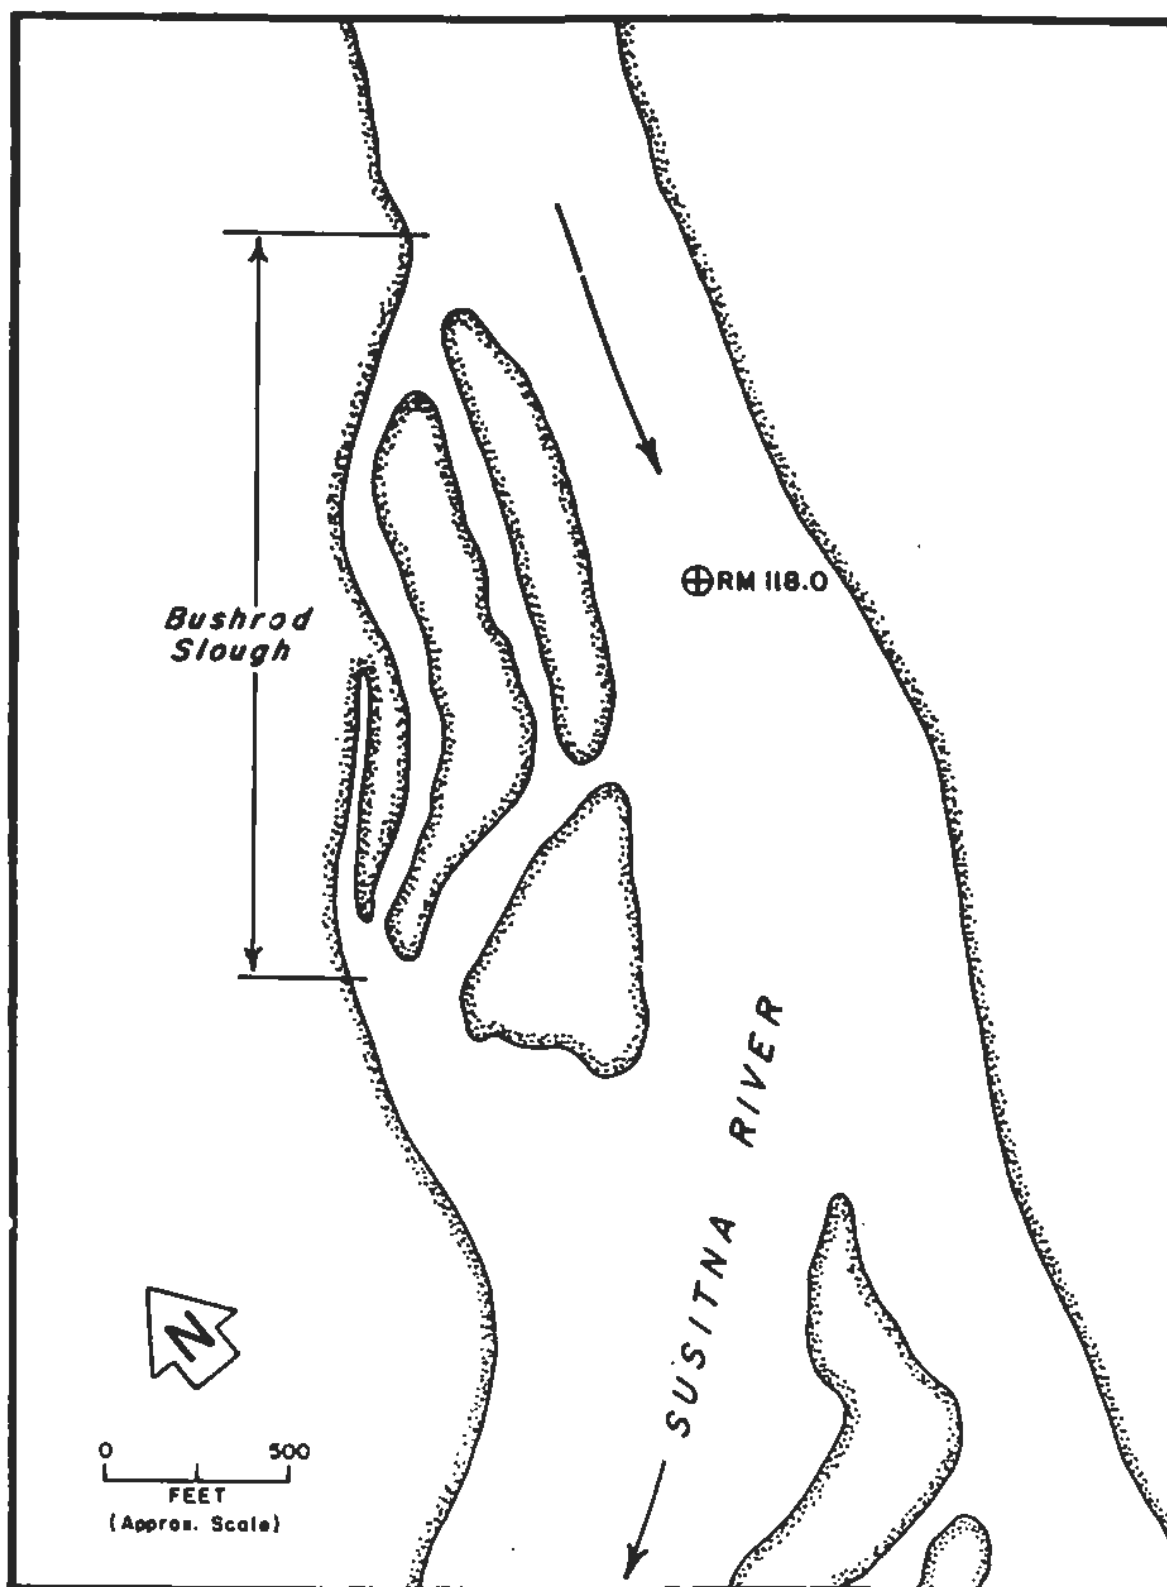 RM 118.0
Bushrod
Slough
SUSITNA RIVER
N
0 500
FEET
(Approx. Scale)